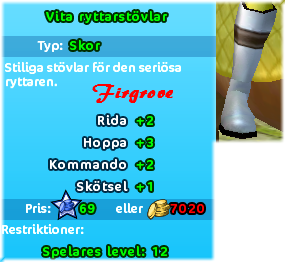 Vita ryttarstövlar
Typ: Skor
Stiliga stövlar för den seriösa
ryttaren.
Firgrove
Rida +2
Hoppa +3
Kommando +2
Skötsel +1
Pris: 69 eller 7020
Restriktioner:
Spelares level: 12